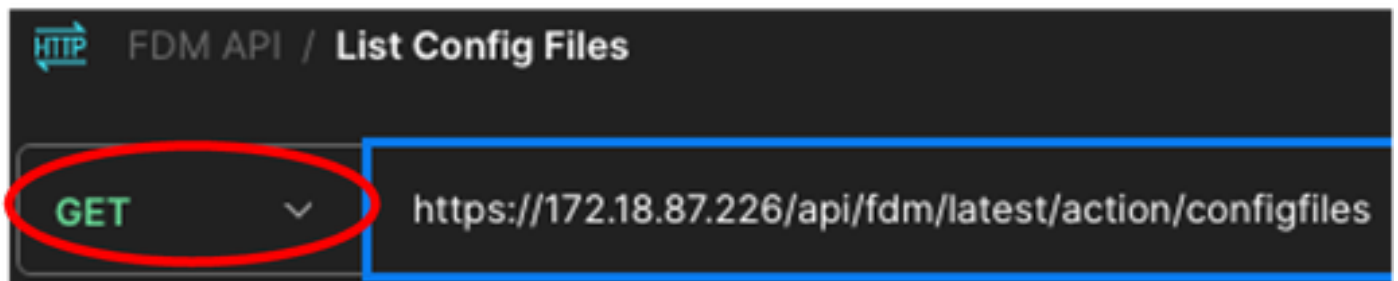 HTTP FDM API / List Config Files
GET https://172.18.87.226/api/fdm/latest/action/configfiles